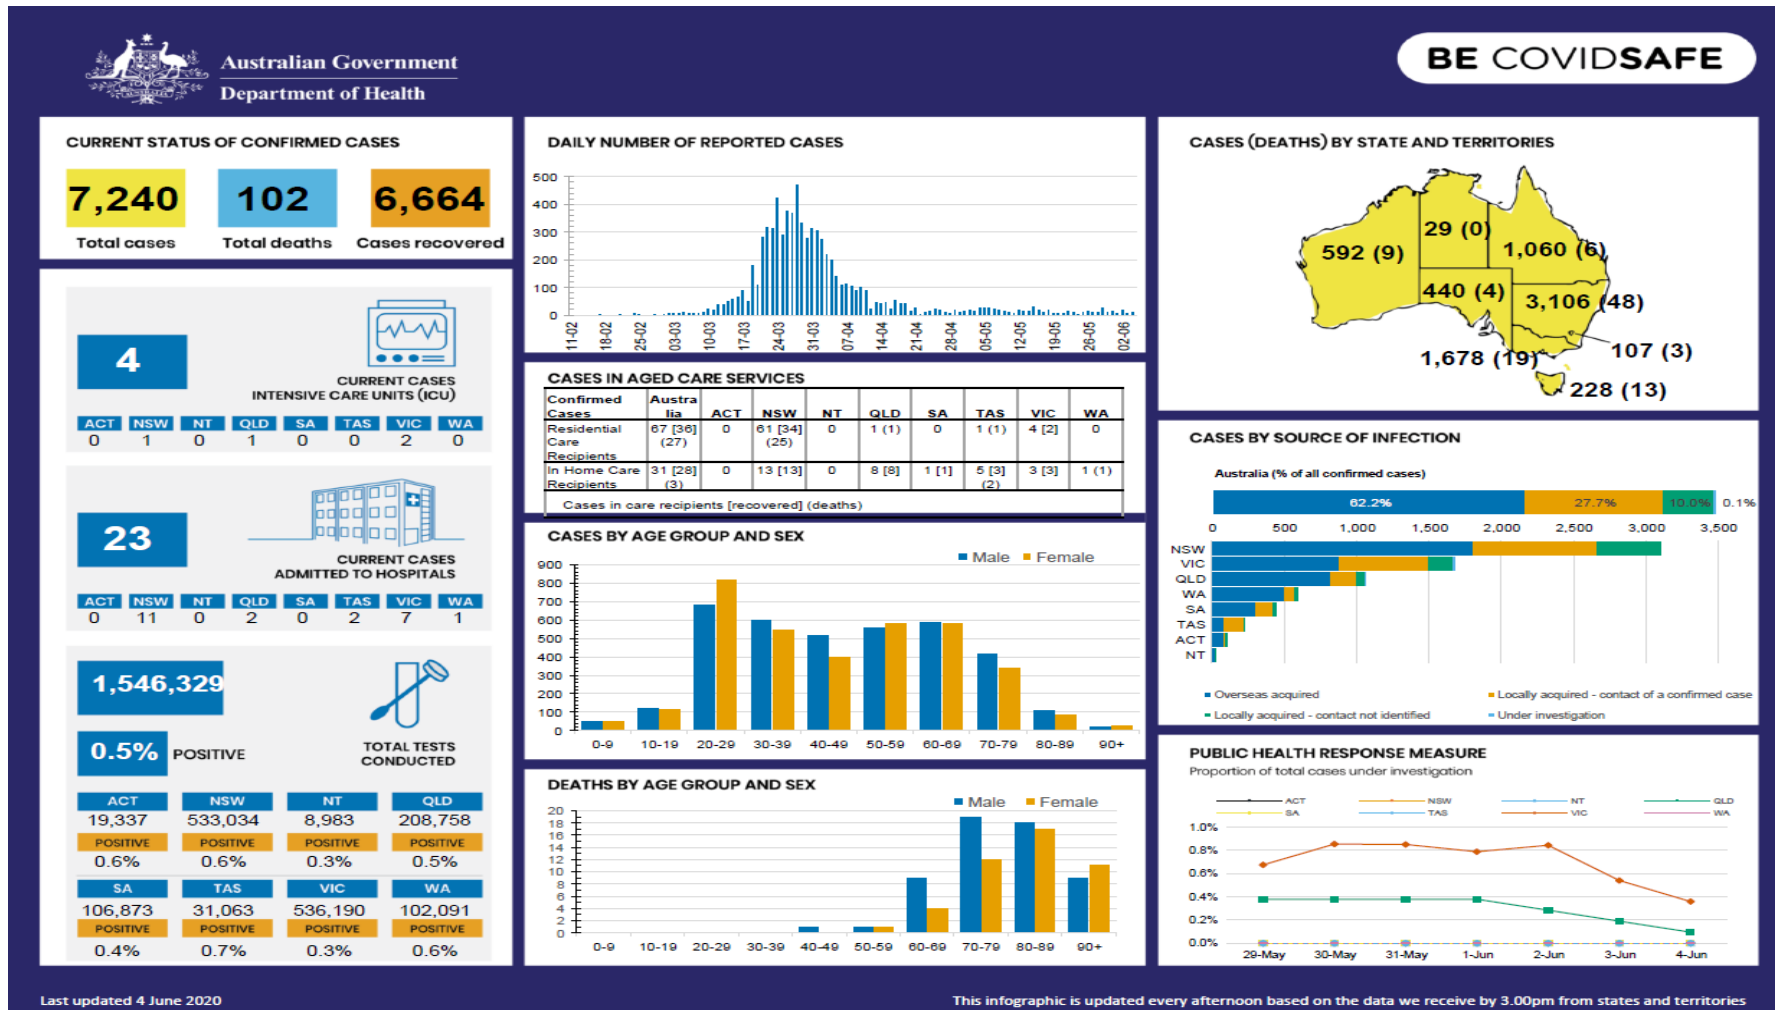 Australian Government
Department of Health
BE COVIDSAFE
CURRENT STATUS OF CONFIRMED CASES
7,240 102 6,664
Total cases Total deaths Cases recovered
4
CURRENT CASES
INTENSIVE CARE UNITS (ICU)
ACT NSW NT QLD SA TAS VIC WA
0 1 0 1 0 0 2 0
23
CURRENT CASES
ADMITTED TO HOSPITALS
ACT NSW NT QLD SA TAS VIC WA
0 11 0 2 0 2 7 1
1,546,329
0.5% POSITIVE
TOTAL TESTS
CONDUCTED
ACT NSW NT QLD
19,337 533,034 8,983 208,758
POSITIVE POSITIVE POSITIVE POSITIVE
0.6% 0.6% 0.3% 0.5%
SA TAS VIC WA
106,873 31,063 536,190 102,091
POSITIVE POSITIVE POSITIVE POSITIVE
0.4% 0.7% 0.3% 0.6%
DAILY NUMBER OF REPORTED CASES
500
400
300
200
100
0
11-02 18-02 25-02 03-03 10-03 17-03 24-03 31-03 07-04 14-04 21-04 28-04 05-05 12-05 19-05 26-05 02-06
CASES IN AGED CARE SERVICES
Confirmed Austra
Cases lia ACT NSW NT QLD SA TAS VIC WA
Residential 67 [36] 0 61 [34] 0 1 (1) 0 1 (1) 4 [2] 0
Care (27) (25)
Recipients
In Home Care 31 [28] 0 13 [13] 0 8 [8] 1 [1] 5 [3] 3 [3] 1 (1)
Recipients (3) (2)
Cases in care recipients [recovered] (deaths)
CASES BY AGE GROUP AND SEX
Male Female
900
800
700
600
500
400
300
200
100
0
0-9 10-19 20-29 30-39 40-49 50-59 60-69 70-79 80-89 90+
DEATHS BY AGE GROUP AND SEX
Male Female
20
18
16
14
12
10
8
6
4
2
0
0-9 10-19 20-29 30-39 40-49 50-59 60-69 70-79 80-89 90+
CASES (DEATHS) BY STATE AND TERRITORIES
29 (0)
592 (9) 1,060 (6)
440 (4) 3,106 (48)
1,678 (19) 107 (3)
228 (13)
CASES BY SOURCE OF INFECTION
Australia (% of all confirmed cases)
62.2% 27.7% 10.0% 0.1%
0 500 1,000 1,500 2,000 2,500 3,000 3,500
NSW
VIC
QLD
WA
SA
TAS
ACT
NT
Overseas acquired Locally acquired - contact of a confirmed case
Locally acquired - contact not identified Under investigation
PUBLIC HEALTH RESPONSE MEASURE
Proportion of total cases under investigation
ACT NSW NT QLD
SA TAS VIC WA
1.0%
0.8%
0.6%
0.4%
0.2%
0.0%
29-May 30-May 31-May 1-Jun 2-Jun 3-Jun 4-Jun
Last updated 4 June 2020
This infographic is updated every afternoon based on the data we receive by 3.00pm from states and territories